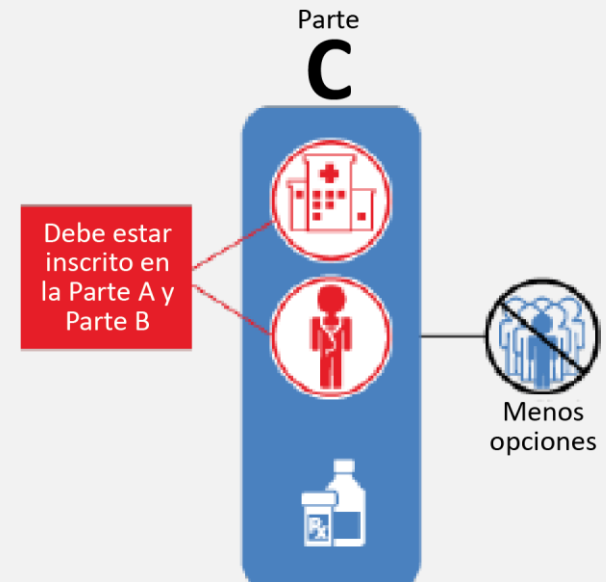 Parte
C
Debe estar
inscrito en
la Parte A y
Parte B
Menos
opciones
Rx